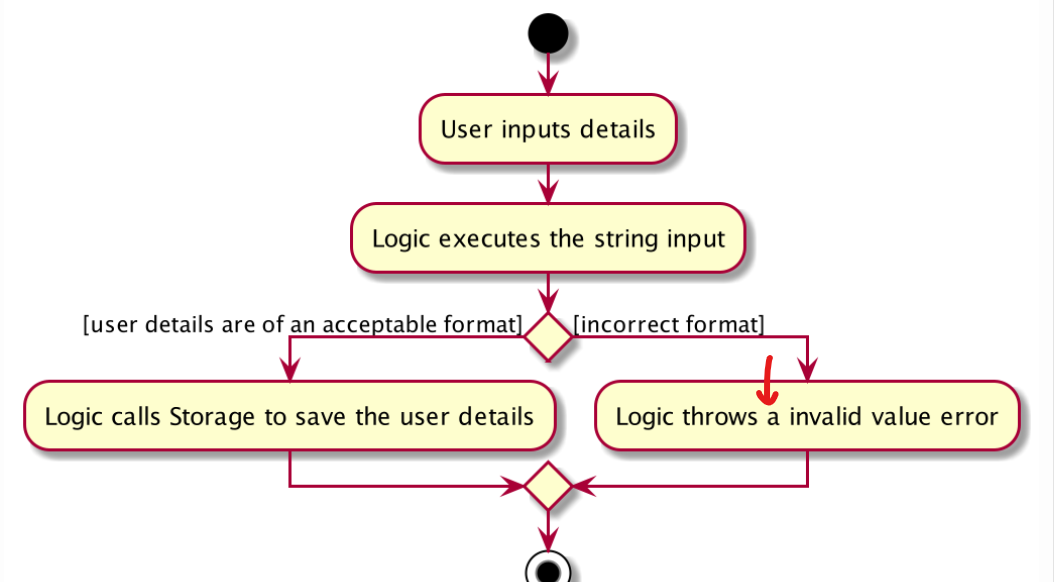 User inputs details
Logic executes the string input
[user details are of an acceptable format]
[incorrect format]
Logic calls Storage to save the user details
Logic throws a invalid value error